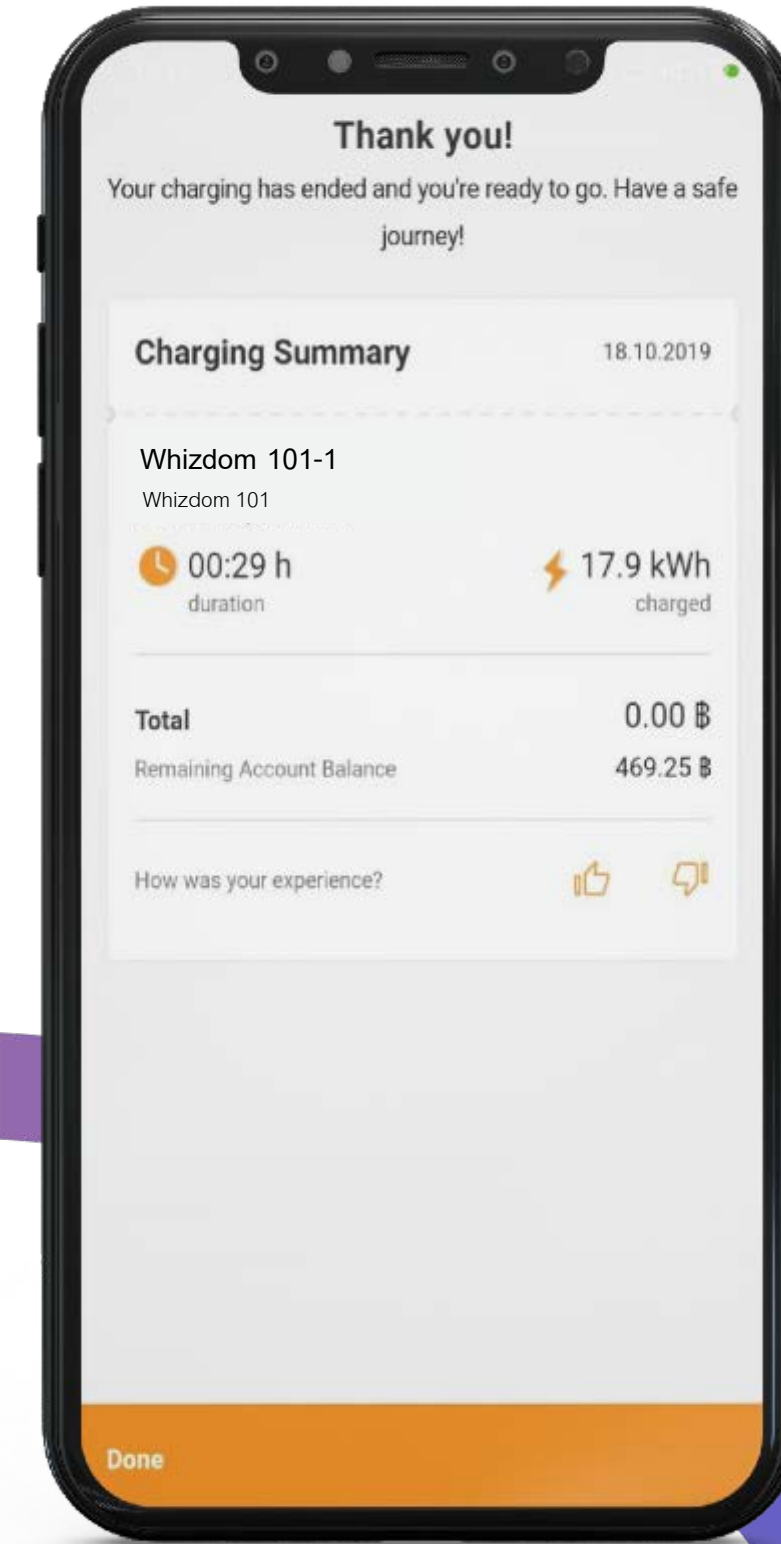 Thank you!
Your charging has ended and you're ready to go. Have a safe
journey!
Charging Summary
18.10.2019
Whizdom 101-1
Whizdom 101
00:29 h
duration
17.9 kWh
charged
Total
0.00 ฿
Remaining Account Balance
469.25 ฿
How was your experience?
Done